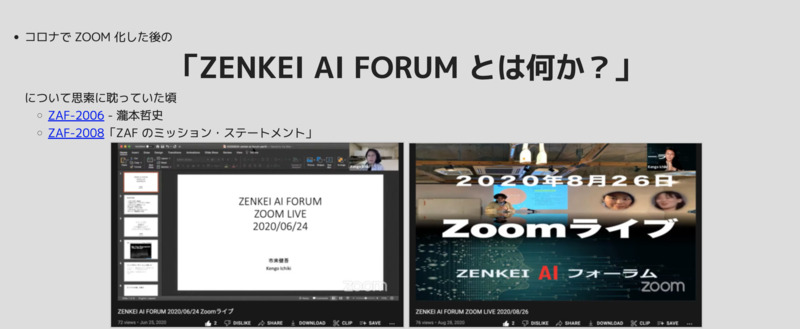 コロナで ZOOM 化した後の
「ZENKEI AI FORUM とは何か?」
について思索に耽っていた頃
ZAF-2006 - 瀧本哲史
ZAF-2008「ZAF のミッション・ステートメント」
ZENKEI AI FORUM
ZOOM LIVE
2020/06/24
市來健吾
Kengo Ichiki
zoom
ZENKEI AI FORUM 2020/06/24 Zoomライブ
73 views • Jun 25, 2020
2 DISLIKE SHARE DOWNLOAD CLIP SAVE
2020年8月26日
Zoomライブ
ZENKEI AI フォーラム
zoom
ZENKEI AI FORUM ZOOM LIVE 2020/08/26
76 views • Aug 28, 2020
2 DISLIKE SHARE DOWNLOAD CLIP SAVE